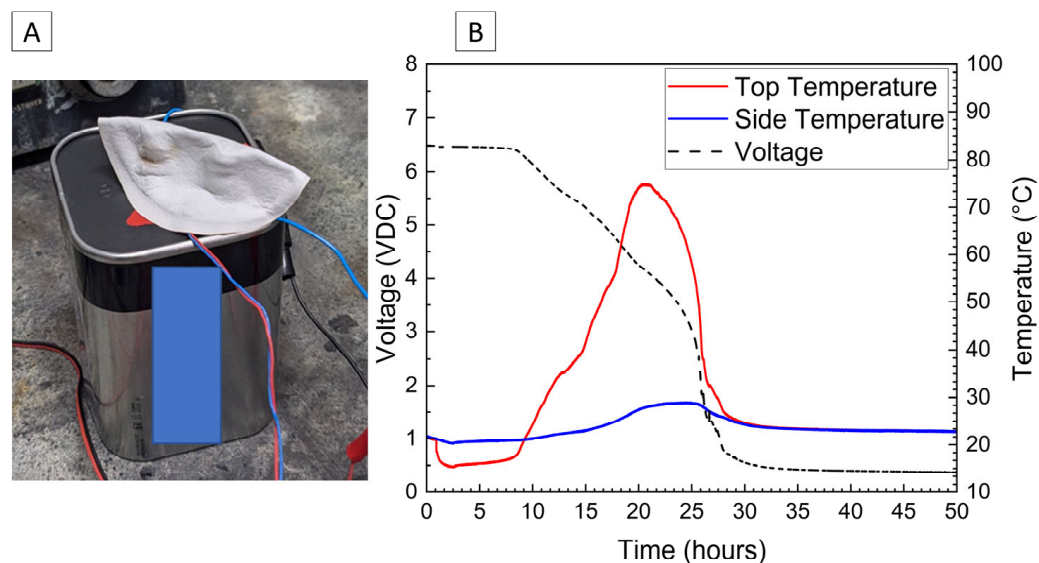 A
B
8
7
6
5
4
3
2
1
0
Voltage (VDC)
Top Temperature
Side Temperature
Voltage
100
90
80
70
60
50
40
30
20
10
Temperature (°C)
0 5 10 15 20 25 30 35 40 45 50
Time (hours)